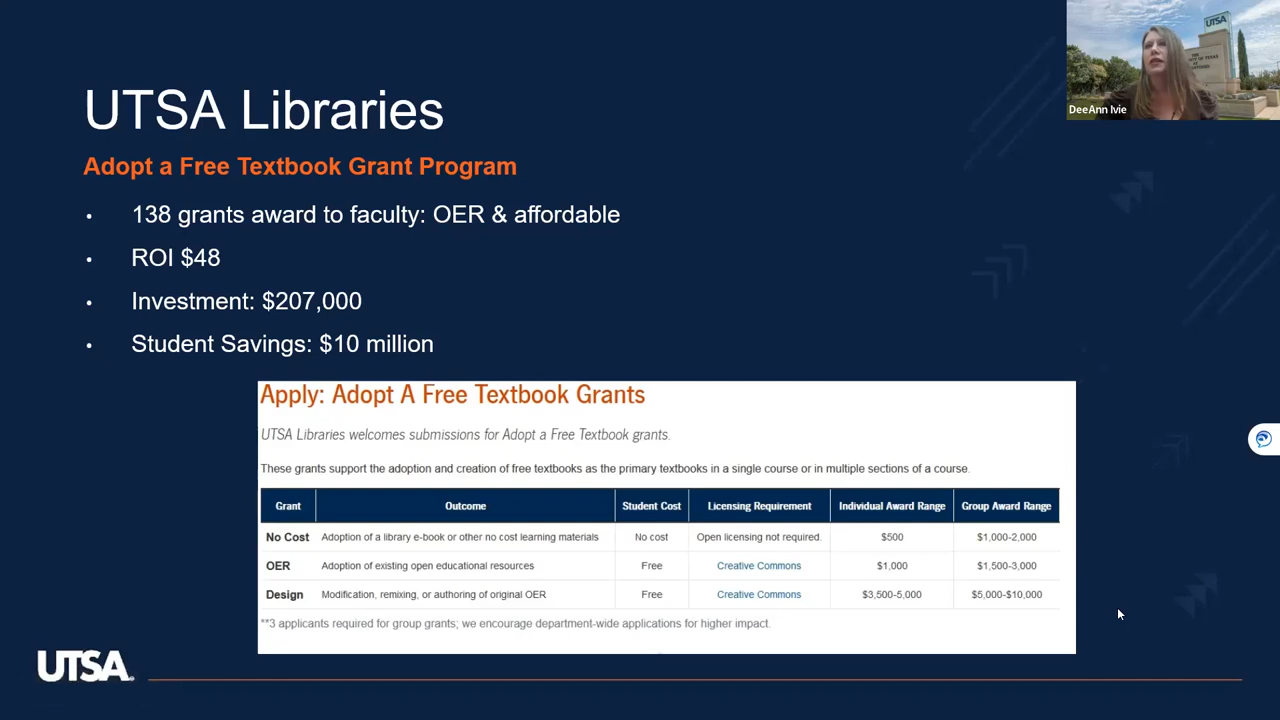 UTSA
DeeAnn Ivie
UTSA Libraries
Adopt a Free Textbook Grant Program
• 138 grants award to faculty: OER & affordable
• ROI $48
• Investment: $207,000
• Student Savings: $10 million
Apply: Adopt A Free Textbook Grants
UTSA Libraries welcomes submissions for Adopt a Free Textbook grants.
These grants support the adoption and creation of free textbooks as the primary textbooks in a single course or in multiple sections of a course.
Grant Outcome Student Cost Licensing Requirement Individual Award Range Group Award Range
No Cost Adoption of a library e-book or other no cost learning materials No cost Open licensing not required. $500 $1,000-2,000
OER Adoption of existing open educational resources Free Creative Commons $1,000 $1,500-3,000
Design Modification, remixing, or authoring of original OER Free Creative Commons $3,500-5,000 $5,000-$10,000
**3 applicants required for group grants; we encourage department-wide applications for higher impact.
UTSA.